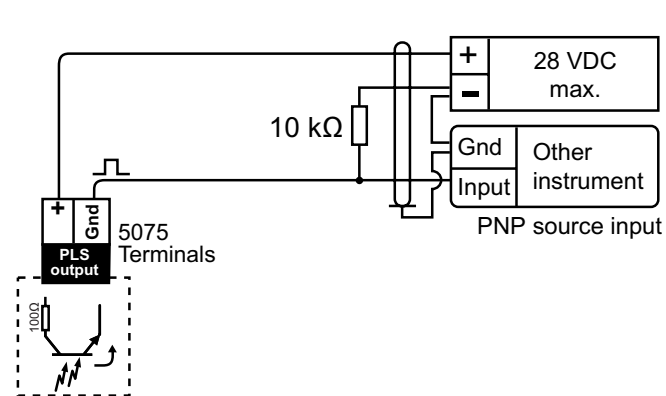 +
28 VDC
max.
−
10 kΩ
Gnd
Other
instrument
Input
PNP source input
+
Gnd
5075
Terminals
PLS
output
100Ω